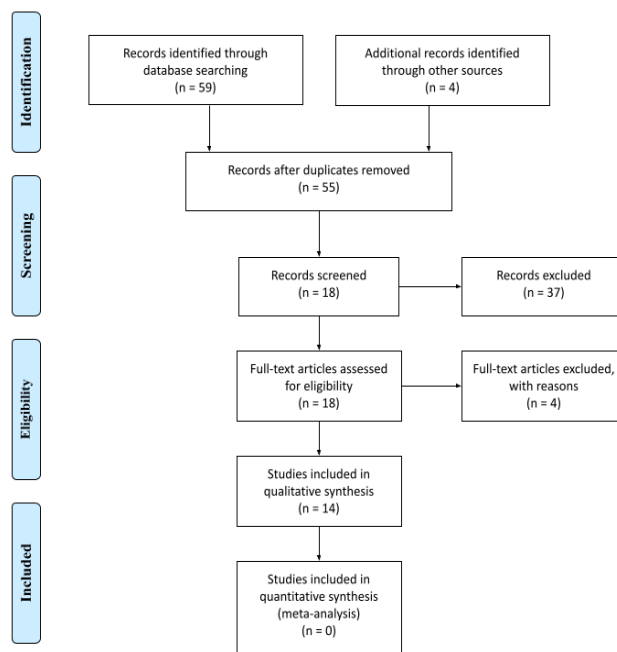 Identification
Records identified through
database searching
(n = 59)
Additional records identified
through other sources
(n = 4)
Records after duplicates removed
(n = 55)
Screening
Records screened
(n = 18)
Records excluded
(n = 37)
Eligibility
Full-text articles assessed
for eligibility
(n = 18)
Full-text articles excluded,
with reasons
(n = 4)
Studies included in
qualitative synthesis
(n = 14)
Included
Studies included in
quantitative synthesis
(meta-analysis)
(n = 0)